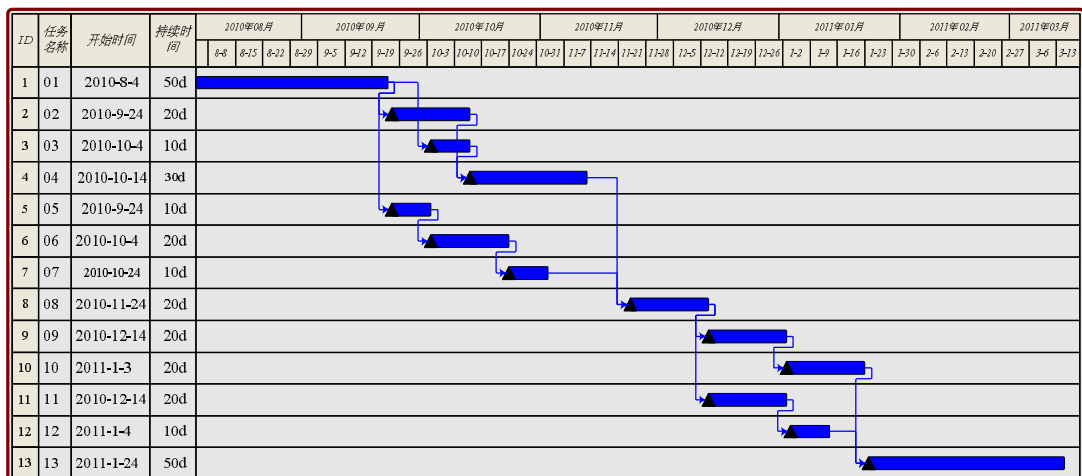 ID 任务名称 开始时间 持续时间 2010年08月 2010年09月 2010年10月 2010年11月 2010年12月 2011年01月 2011年02月 2011年03月
8-8 8-15 8-22 8-29 9-5 9-12 9-19 9-26 10-3 10-10 10-17 10-24 10-31 11-7 11-14 11-21 11-28 12-5 12-12 12-19 12-26 1-2 1-9 1-16 1-23 1-30 2-6 2-13 2-20 2-27 3-6 3-13
1 01 2010-8-4 50d
2 02 2010-9-24 20d
3 03 2010-10-4 10d
4 04 2010-10-14 30d
5 05 2010-9-24 10d
6 06 2010-10-4 20d
7 07 2010-10-24 10d
8 08 2010-11-24 20d
9 09 2010-12-14 20d
10 10 2011-1-3 20d
11 11 2010-12-14 20d
12 12 2011-1-4 10d
13 13 2011-1-24 50d